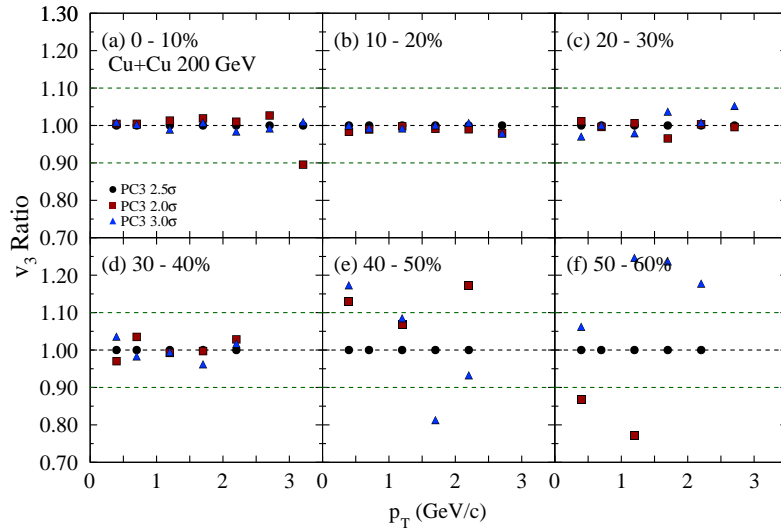 1.30
1.20
1.10
1.00
0.90
0.80
0.70
(a) 0 - 10%
Cu+Cu 200 GeV
PC3 2.5σ
PC3 2.0σ
PC3 3.0σ
(b) 10 - 20%
(c) 20 - 30%
v3 Ratio
1.20
1.10
1.00
0.90
0.80
0.70
(d) 30 - 40%
(e) 40 - 50%
(f) 50 - 60%
0 1 2 3 0 1 2 3 0 1 2 3
pT (GeV/c)